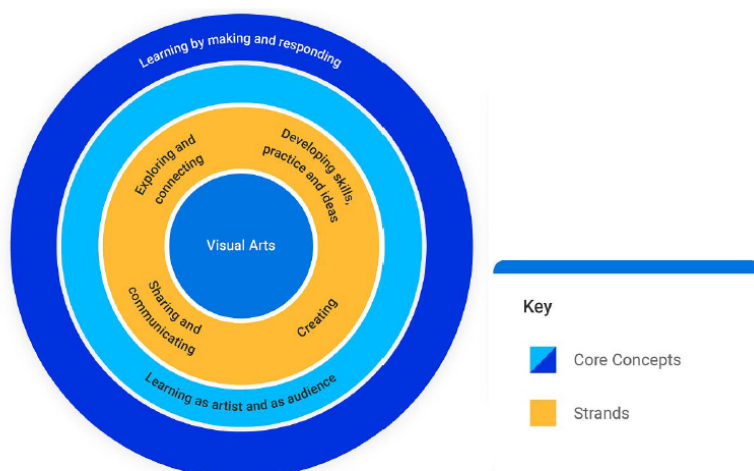 Learning by making and responding
Exploring and
connecting
Developing skills,
practice and ideas
Visual Arts
Sharing and
communicating
Creating
Learning as artist and as audience
Key
Core Concepts
Strands